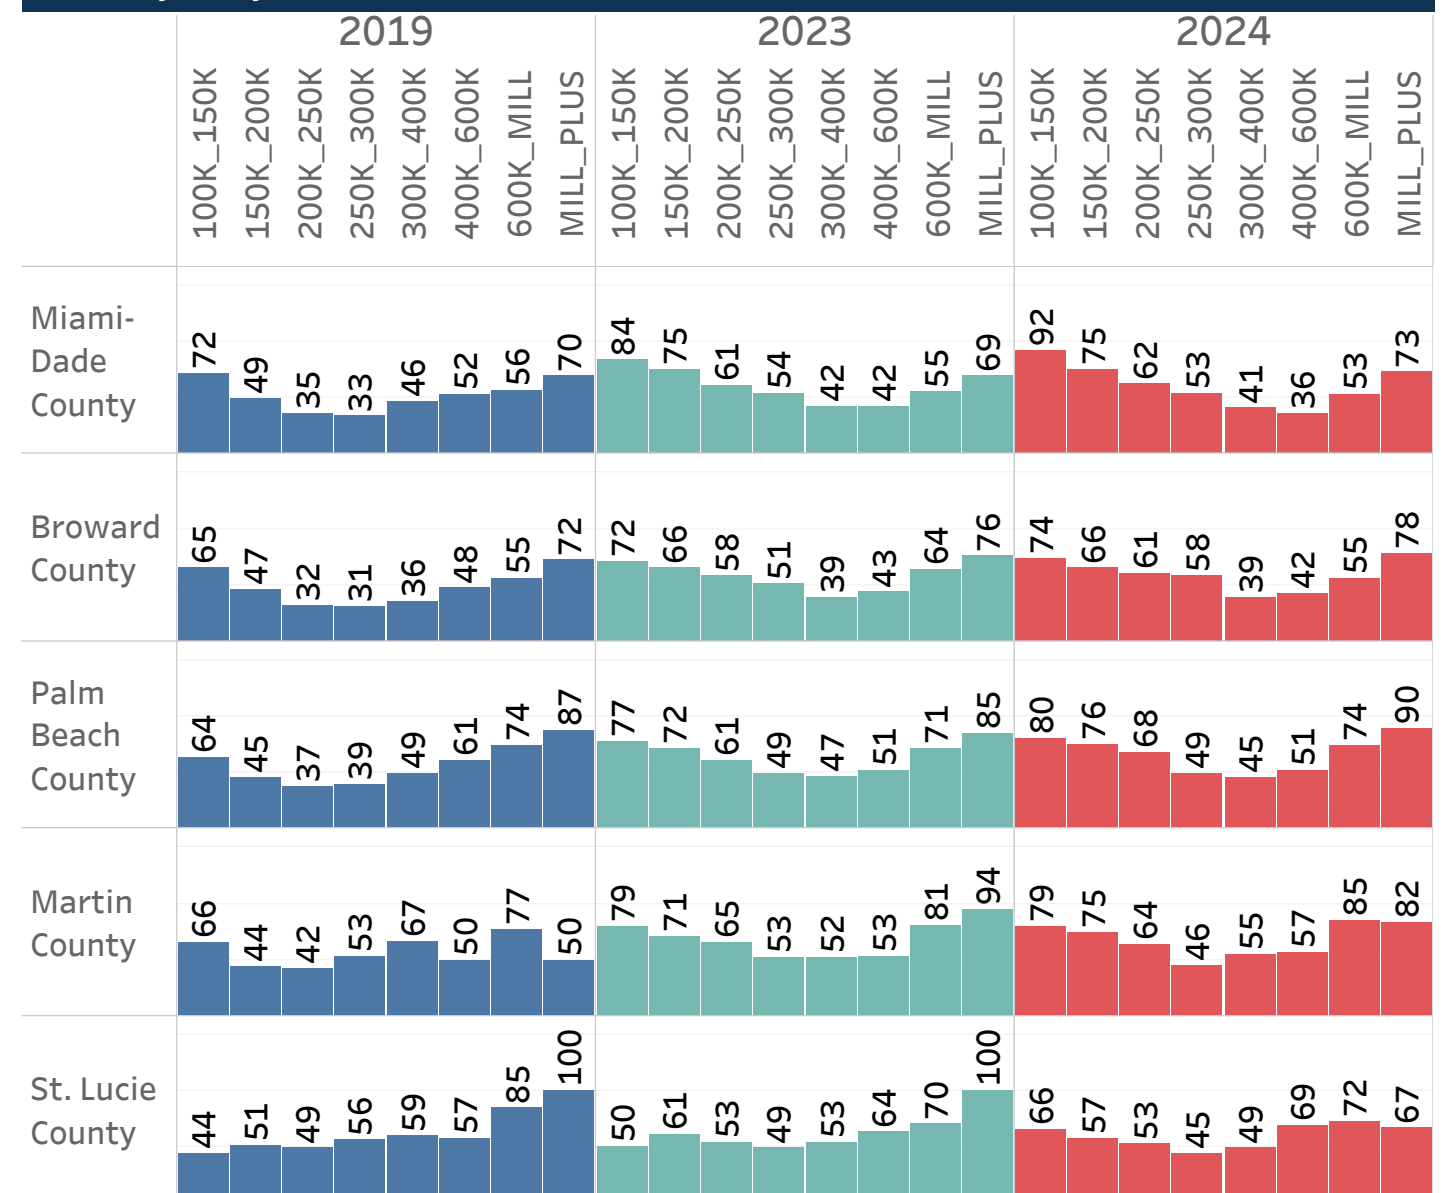 2019 2023 2024
100K_150K 150K_200K 200K_250K 250K_300K 300K_400K 400K_600K 600K_MILL MILL_PLUS 100K_150K 150K_200K 200K_250K 250K_300K 300K_400K 400K_600K 600K_MILL MILL_PLUS 100K_150K 150K_200K 200K_250K 250K_300K 300K_400K 400K_600K 600K_MILL MILL_PLUS
Miami-
Dade
County
72 49 35 33 46 52 56 70 84 75 61 54 42 42 55 69 92 75 62 53 41 36 53 73
Broward
County
65 47 32 31 36 48 55 72 72 66 58 51 39 43 64 76 74 66 61 58 39 42 55 78
Palm
Beach
County
64 45 37 39 49 61 74 87 77 72 61 49 47 51 71 85 80 76 68 49 45 51 74 90
Martin
County
66 44 42 53 67 50 77 50 79 71 65 53 52 53 81 94 79 75 64 46 55 57 85 82
St. Lucie
County
44 51 49 56 59 57 85 100 50 61 53 49 53 64 70 100 66 57 53 45 49 69 72 67